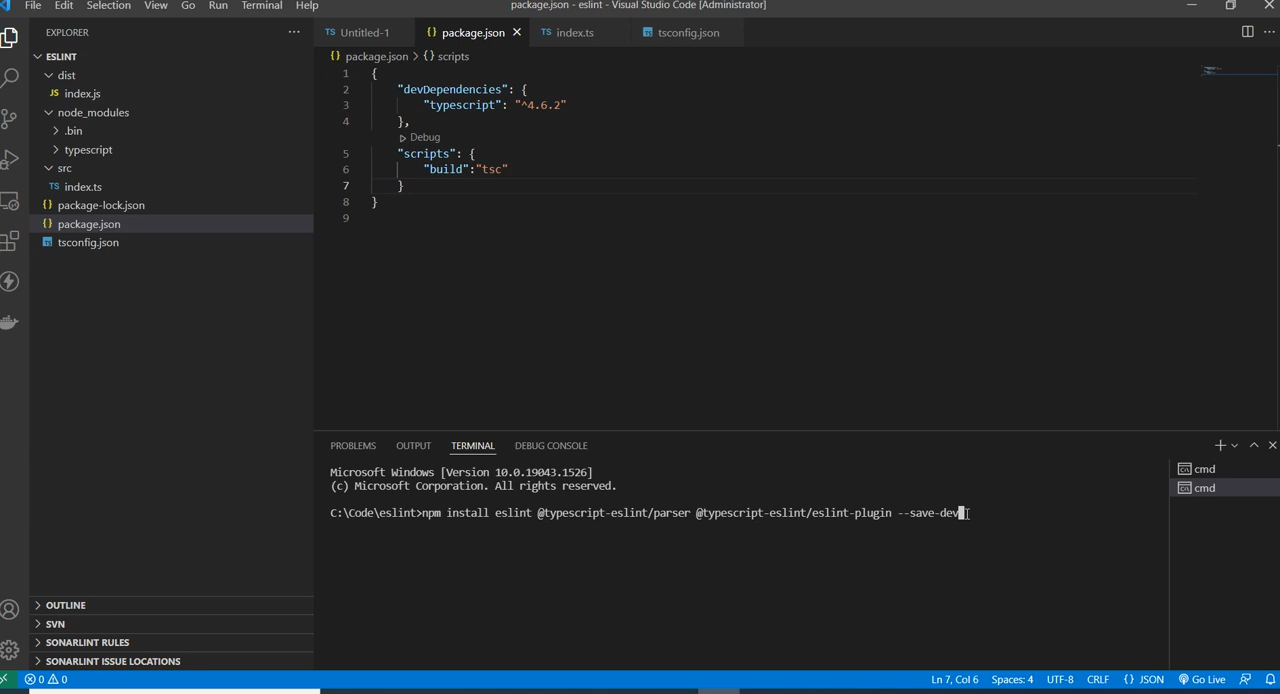 File Edit Selection View Go Run Terminal Help
package.json - eslint - Visual Studio Code [Administrator]
EXPLORER
ESLINT
dist
JS index.js
node_modules
.bin
typescript
src
TS index.ts
{} package-lock.json
{} package.json
TS tsconfig.json
OUTLINE
SVN
SONARLINT RULES
SONARLINT ISSUE LOCATIONS
TS Untitled-1 {} package.json TS index.ts TS tsconfig.json
{} package.json > {} scripts
1 {
2 "devDependencies": {
3 "typescript": "^4.6.2"
4 },
Debug
5 "scripts": {
6 "build":"tsc"
7 }
8 }
9
PROBLEMS OUTPUT TERMINAL DEBUG CONSOLE
Microsoft Windows [Version 10.0.19043.1526]
(c) Microsoft Corporation. All rights reserved.
C:\Code\eslint>npm install eslint @typescript-eslint/parser @typescript-eslint/eslint-plugin --save-dev
cmd
cmd
0 0 Ln 7, Col 6 Spaces: 4 UTF-8 CRLF {} JSON Go Live